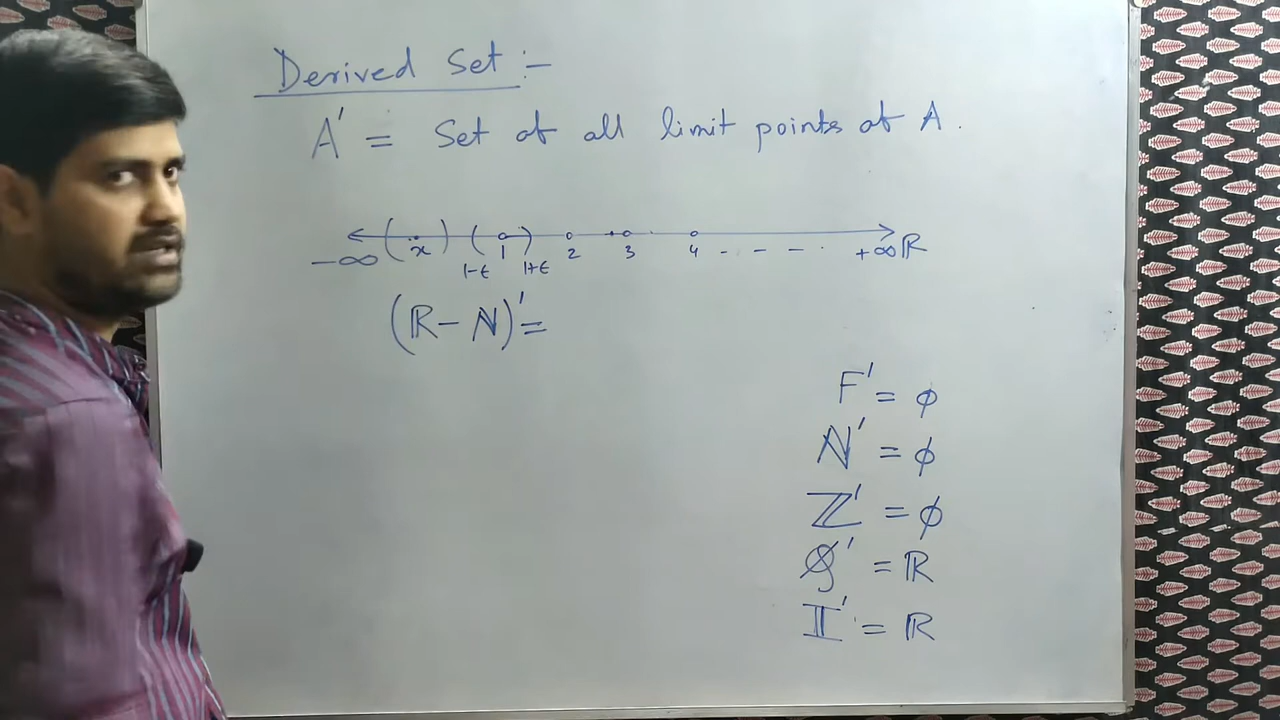 Derived Set :-
A' = Set of all limit points of A.
-∞ x 1 2 3 4 - - - . +∞ R
1-ϵ 1+ϵ
(ℝ-ℕ)' =
F' = ϕ
ℕ' = ϕ
ℤ' = ϕ
ℚ' = ℝ
𝕀' = ℝ